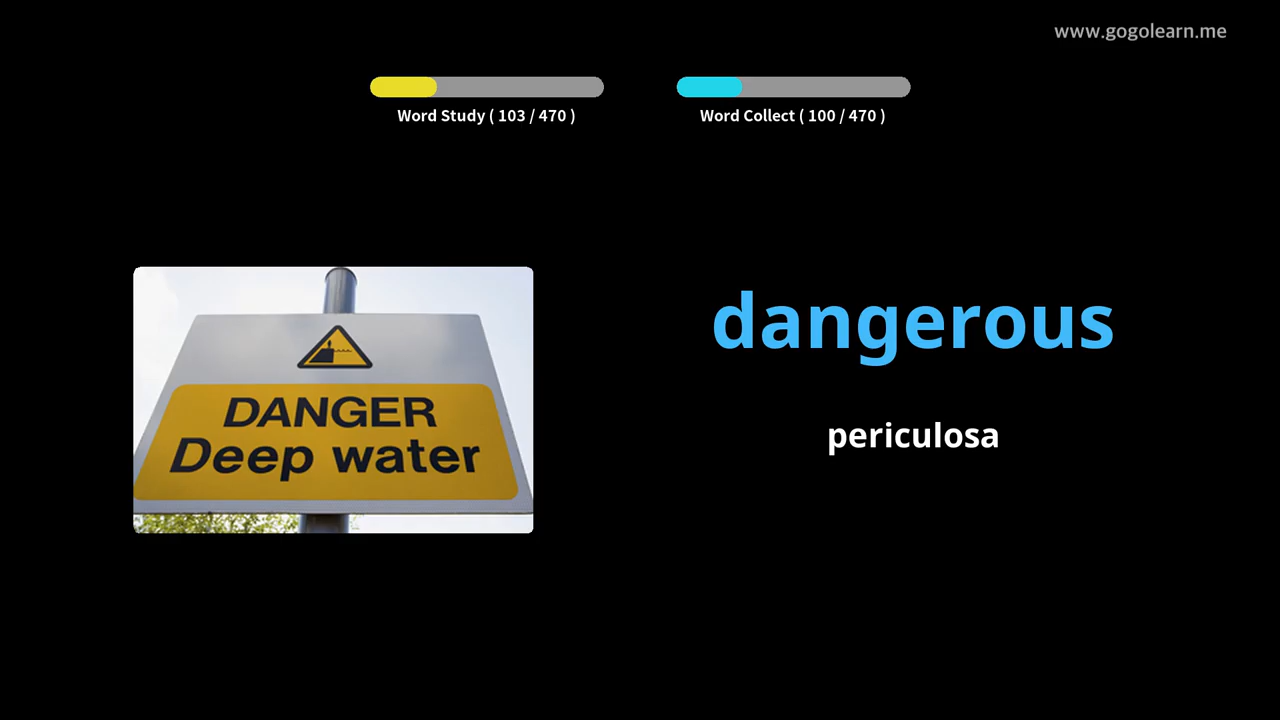 www.gogolearn.me
Word Study ( 103 / 470 )
Word Collect ( 100 / 470 )
DANGER
Deep water
dangerous
periculosa